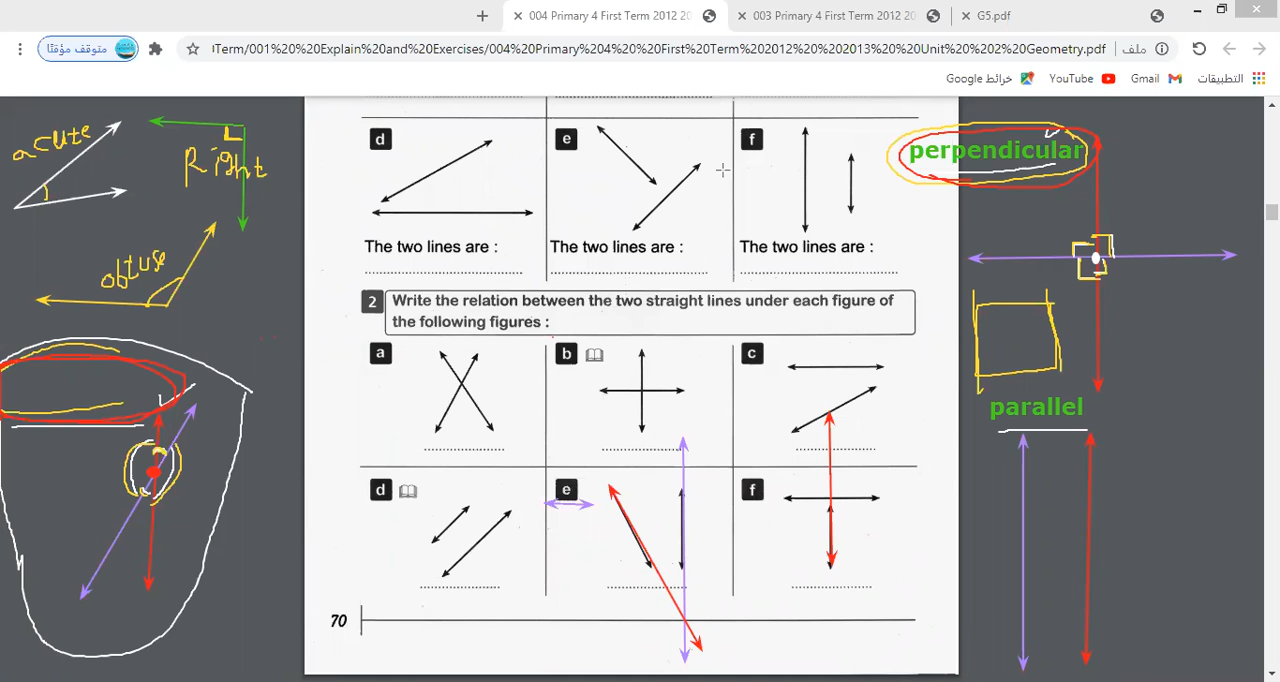 004 Primary 4 First Term 2012 20
003 Primary 4 First Term 2012 20
G5.pdf
متوقف مؤقتًا
ITerm/001%20%20Explain%20and%20Exercises/004%20Primary%204%20%20First%20Term%202012%20%202013%20%20Unit%20%202%20Geometry.pdf
ملف
خرائط Google
YouTube
Gmail
التطبيقات
acute
Right
obtuse
d
e
f
The two lines are :
The two lines are :
The two lines are :
2
Write the relation between the two straight lines under each figure of
the following figures :
a
b
c
d
e
f
70
perpendicular
parallel